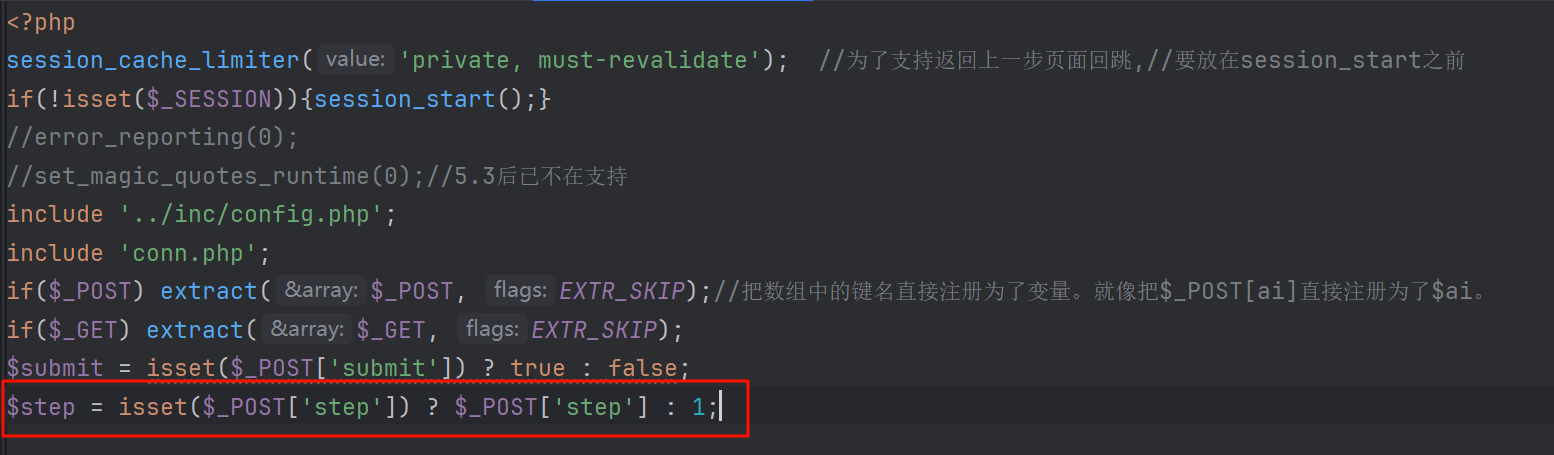 <?php
session_cache_limiter( value: 'private, must-revalidate');  //为了支持返回上一步页面回跳,//要放在session_start之前
if(!isset($_SESSION)){session_start();}
//error_reporting(0);
//set_magic_quotes_runtime(0);//5.3后已不在支持
include '../inc/config.php';
include 'conn.php';
if($_POST) extract( &array: $_POST,  flags: EXTR_SKIP);//把数组中的键名直接注册为了变量。就像把$_POST[ai]直接注册为了$ai。
if($_GET) extract( &array: $_GET,  flags: EXTR_SKIP);
$submit = isset($_POST['submit']) ? true : false;
$step = isset($_POST['step']) ? $_POST['step'] : 1;